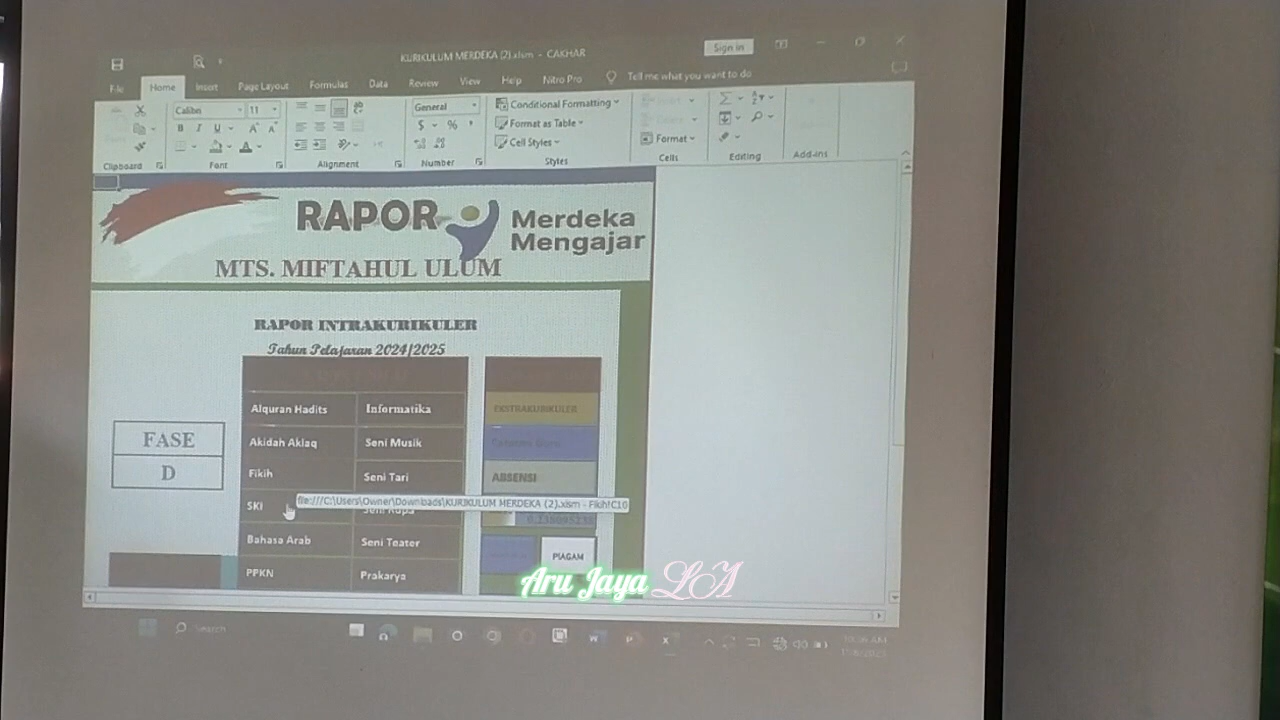 KURIKULUM MERDEKA (2).xlsm - CAKHAR
Sign in
File Home Insert Page Layout Formulas Data Review View Help Nitro Pro Tell me what you want to do
Calibri 11
General
Conditional Formatting
Format as Table
Cell Styles
Format
B I U
$ %
Clipboard Font Alignment Number Styles Cells Editing Add-ins
RAPOR
Merdeka
Mengajar
MTS. MIFTAHUL ULUM
RAPOR INTRAKURIKULER
Tahun Pelajaran 2024/2025
Alquran Hadits Informatika
EKSTRAKURIKULER
FASE
D
Akidah Aklaq Seni Musik
Fikih Seni Tari
ABSENSI
SKI
file:///C:\Users\Owner\Downloads\KURIKULUM MERDEKA (2).xlsm - Fikih!C10
Seni Rupa
Bahasa Arab Seni Teater
PIAGAM
PPKN Prakarya
Aru Jaya LA
Search